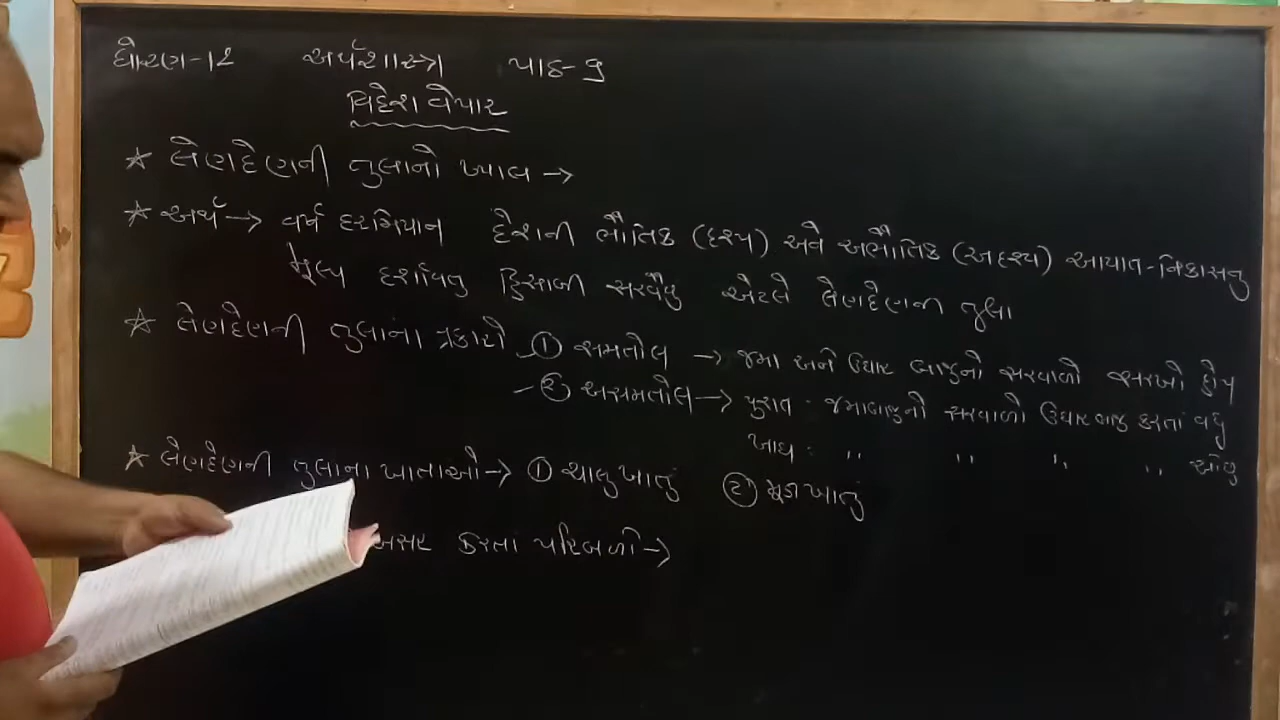 ધોરણ-12 અર્થશાસ્ત્ર પાઠ-9
વિદેશ વેપાર
☆ લેણદેણની તુલાનો ખ્યાલ →
☆ અર્થ → વર્ષ દરમિયાન દેશની ભૌતિક (દૃશ્ય) અને અભૌતિક (અદૃશ્ય) આયાત-નિકાસનુ
મૂલ્ય દર્શાવતુ હિસાબી સરવૈયુ એટલે લેણદેણની તુલા
☆ લેણદેણની તુલાના પ્રકારો - ① સમતોલ → જમા અને ઉધાર બાજુનો સરવાળો સરખો હોય
- ② અસમતોલ → પુરાંત : જમાબાજુનો સરવાળો ઉધારબાજુ કરતાં વધુ
ખાધ : ,, ,, ,, ,, ઓછુ
☆ લેણદેણની તુલાના ખાતાઓ → ① ચાલુ ખાતું ② મૂડી ખાતું
અસર કરતા પરિબળો →